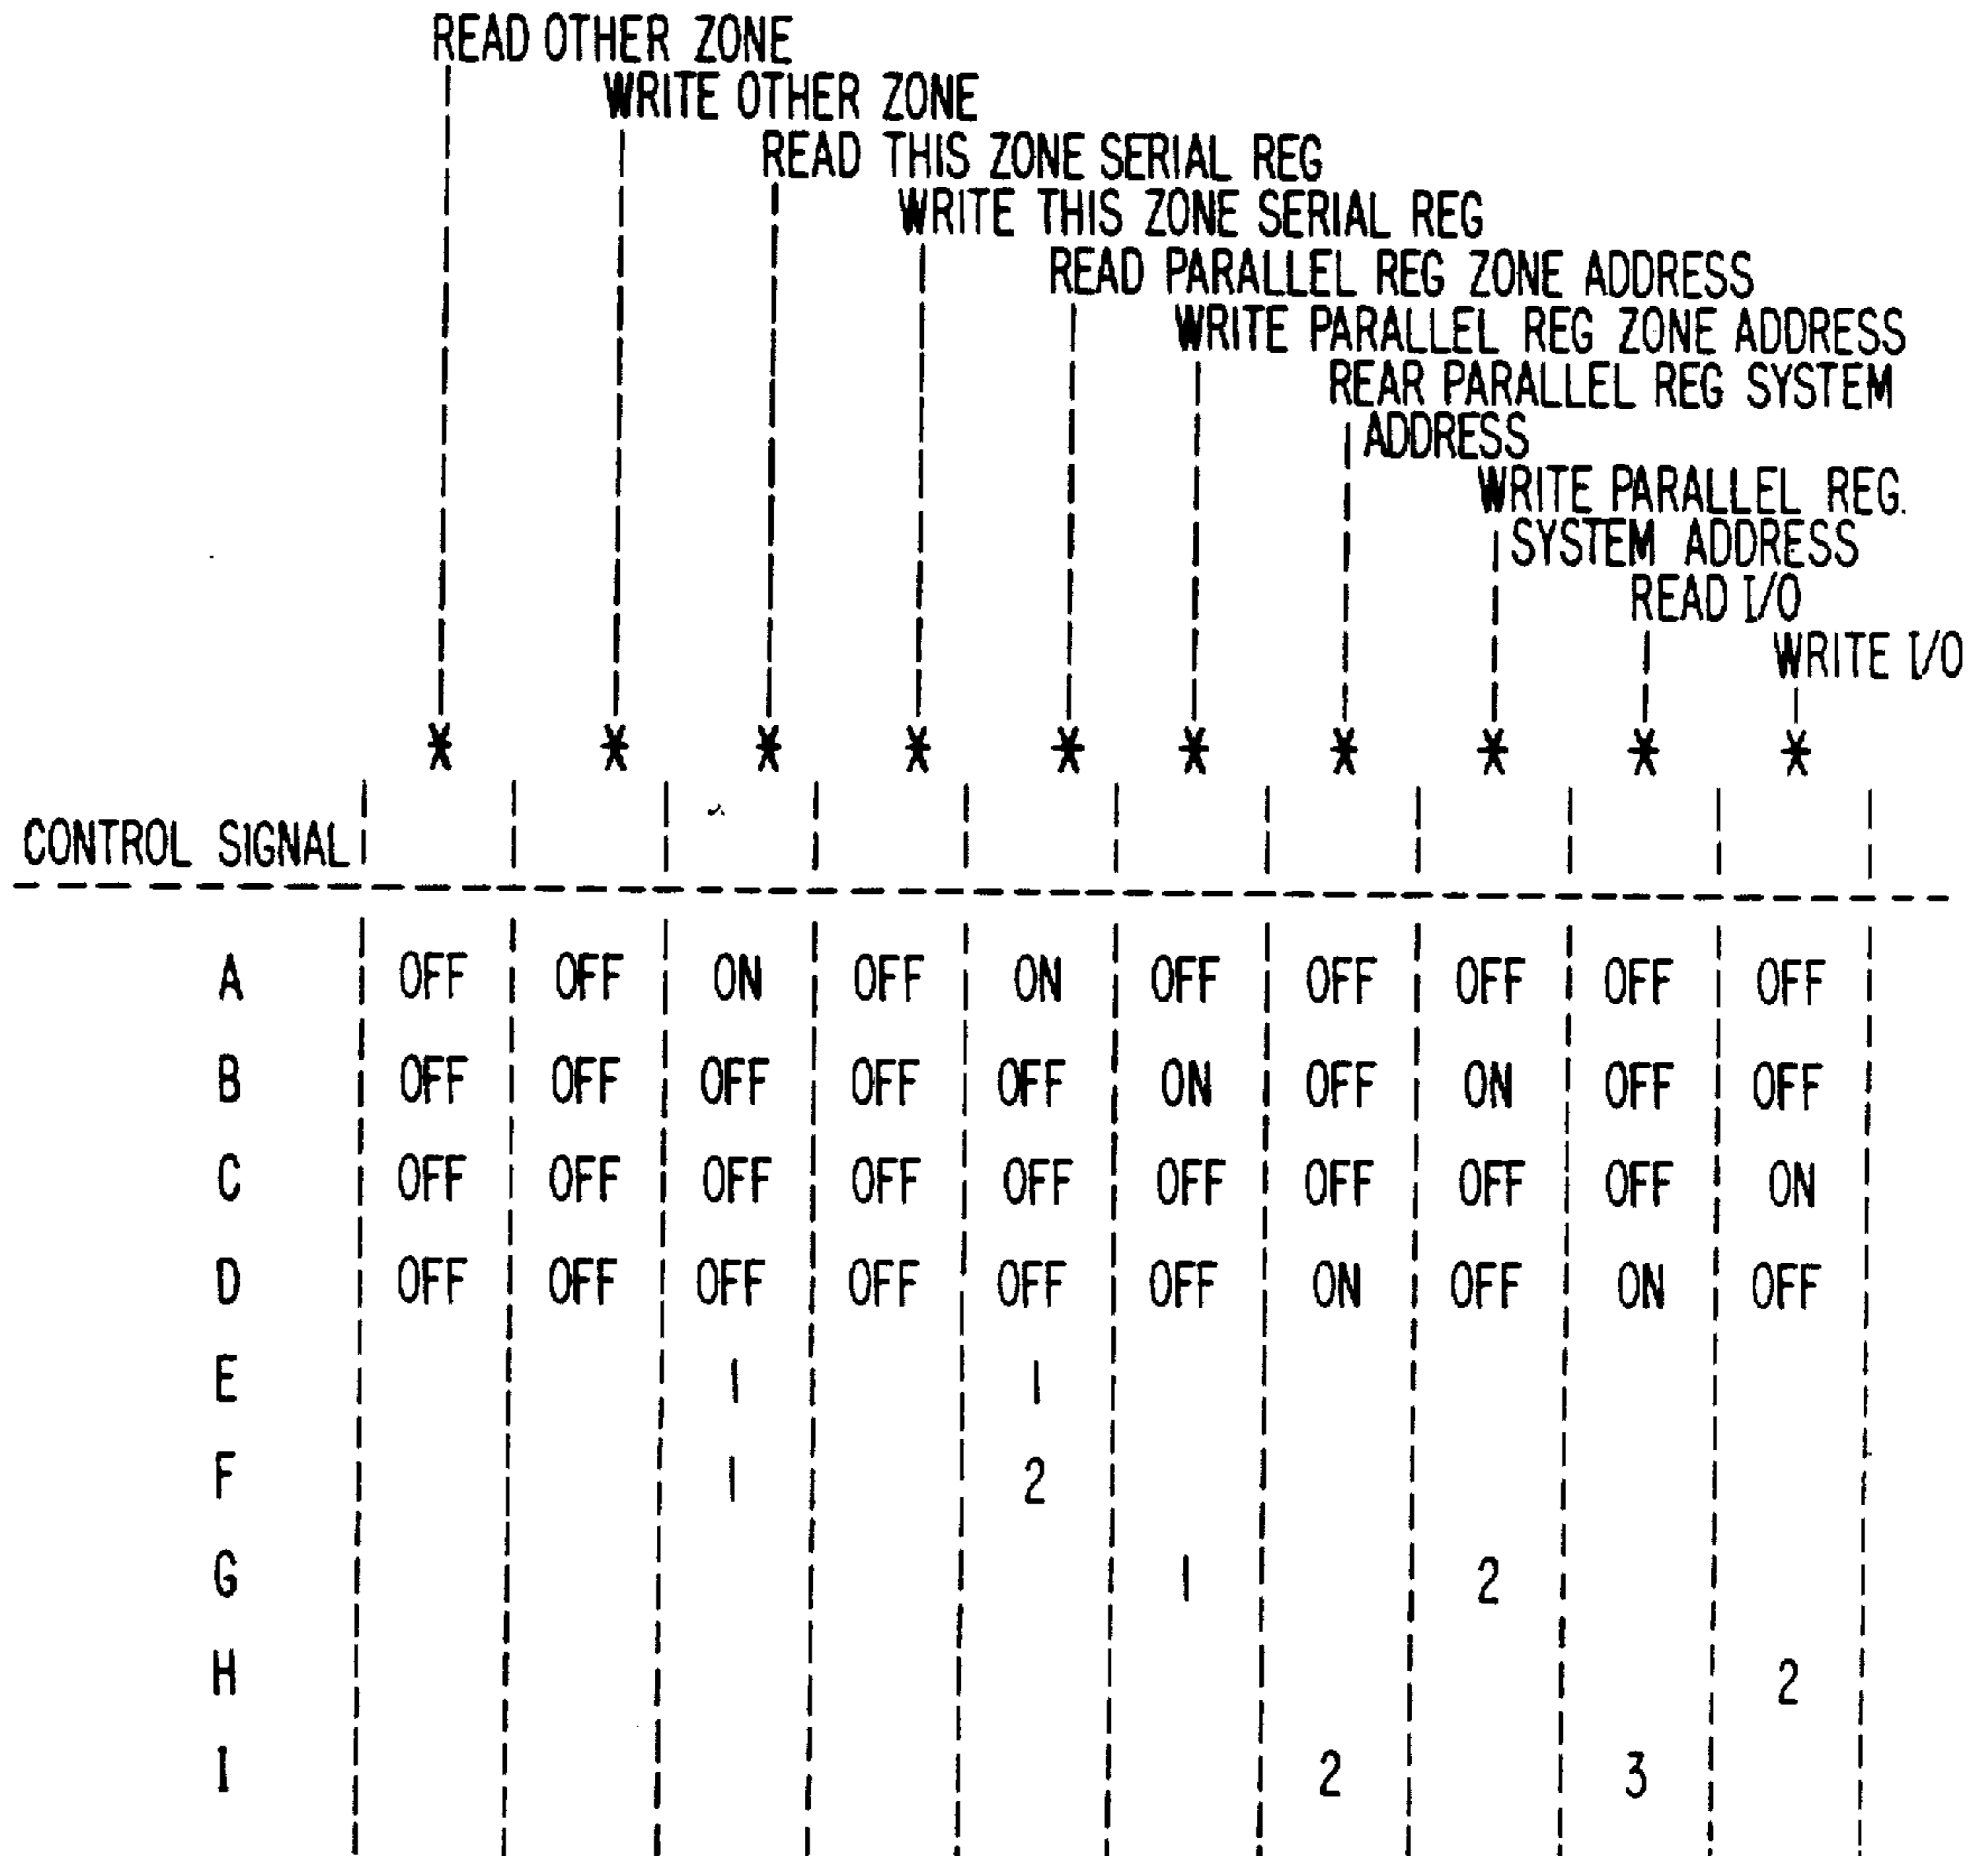 READ OTHER ZONE
WRITE OTHER ZONE
READ THIS ZONE SERIAL REG
WRITE THIS ZONE SERIAL REG
READ PARALLEL REG ZONE ADDRESS
WRITE PARALLEL REG ZONE ADDRESS
REAR PARALLEL REG SYSTEM
ADDRESS
WRITE PARALLEL REG.
SYSTEM ADDRESS
READ I/O
WRITE I/O
* * * * * * * * * *
CONTROL SIGNAL
A OFF OFF ON OFF ON OFF OFF OFF OFF OFF
B OFF OFF OFF OFF OFF ON OFF ON OFF OFF
C OFF OFF OFF OFF OFF OFF OFF OFF OFF ON
D OFF OFF OFF OFF OFF OFF ON OFF ON OFF
E 1 1
F 1 2
G 1 2
H 2
I 2 3